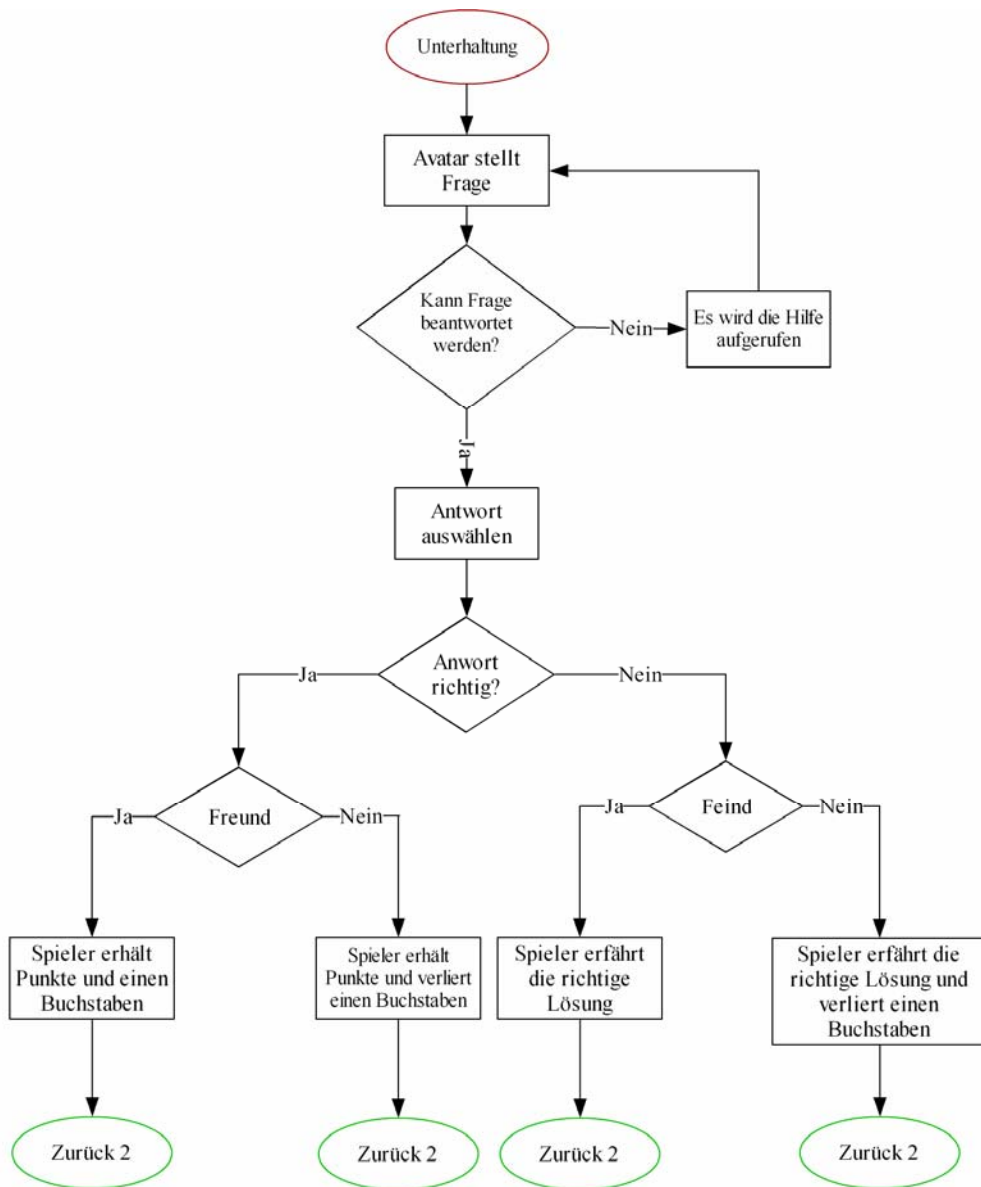 Unterhaltung
Avatar stellt
Frage
Kann Frage
beantwortet
werden?
Nein
Es wird die Hilfe
aufgerufen
Ja
Antwort
auswählen
Anwort
richtig?
Ja
Nein
Freund
Ja
Nein
Feind
Ja
Nein
Spieler erhält
Punkte und einen
Buchstaben
Spieler erhält
Punkte und verliert
einen Buchstaben
Spieler erfährt
die richtige
Lösung
Spieler erfährt die
richtige Lösung und
verliert einen
Buchstaben
Zurück 2
Zurück 2
Zurück 2
Zurück 2